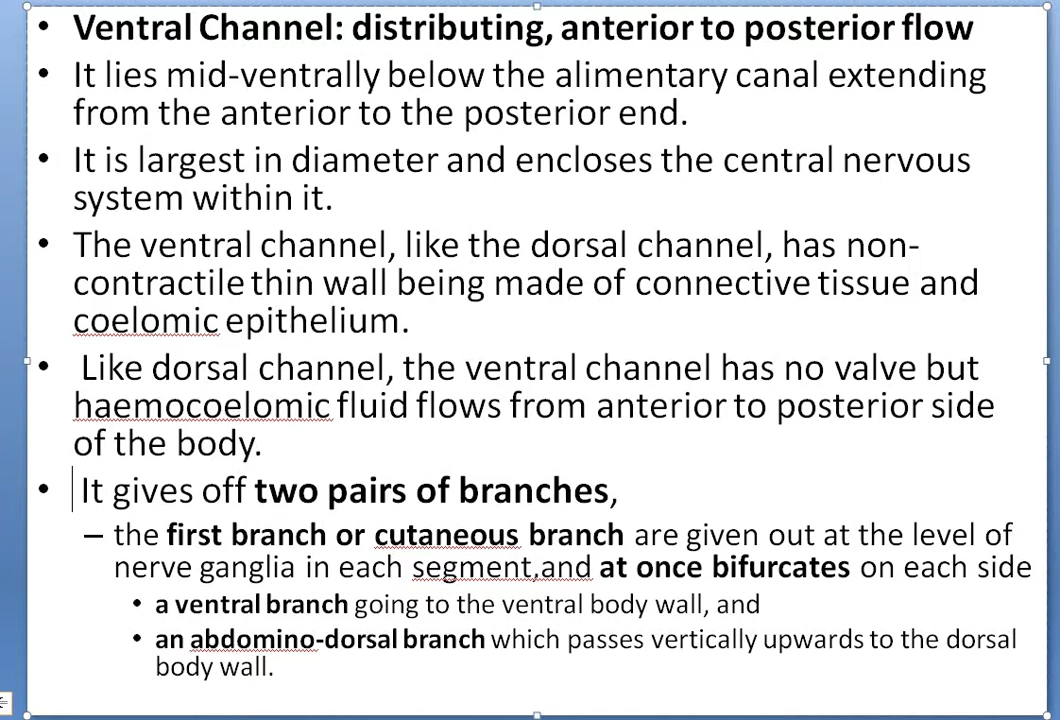 • Ventral Channel: distributing, anterior to posterior flow
• It lies mid-ventrally below the alimentary canal extending
from the anterior to the posterior end.
• It is largest in diameter and encloses the central nervous
system within it.
• The ventral channel, like the dorsal channel, has non-
contractile thin wall being made of connective tissue and
coelomic epithelium.
• Like dorsal channel, the ventral channel has no valve but
haemocoelomic fluid flows from anterior to posterior side
of the body.
• It gives off two pairs of branches,
– the first branch or cutaneous branch are given out at the level of
nerve ganglia in each segment,and at once bifurcates on each side
• a ventral branch going to the ventral body wall, and
• an abdomino-dorsal branch which passes vertically upwards to the dorsal
body wall.